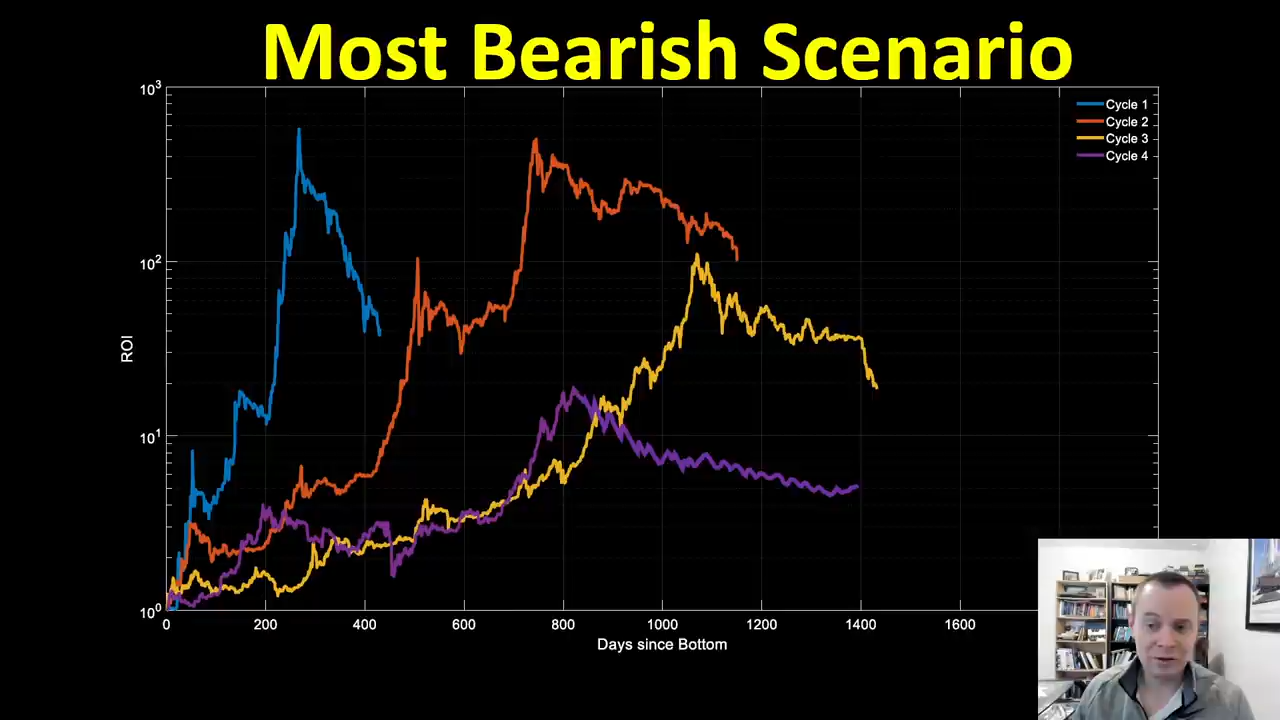 Most Bearish Scenario
10³
Cycle 1
Cycle 2
Cycle 3
Cycle 4
10²
ROI
10¹
10⁰
0 200 400 600 800 1000 1200 1400 1600
Days since Bottom